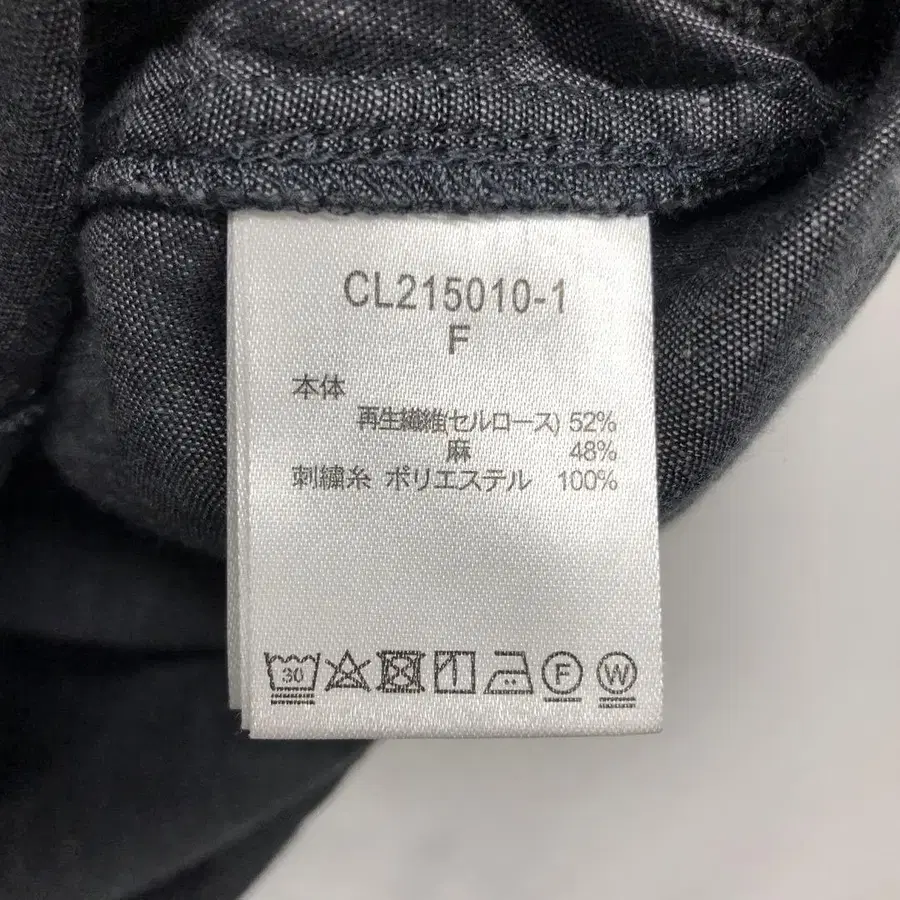 CL215010-1
F
本体
再生繊維(セルロース) 52%
麻 48%
刺繍糸 ポリエステル 100%
30 F W